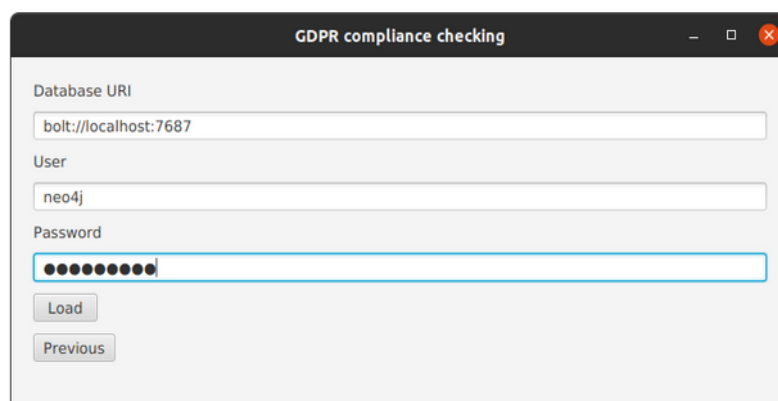 GDPR compliance checking
Database URI
bolt://localhost:7687
User
neo4j
Password
●●●●●●●●●
Load
Previous